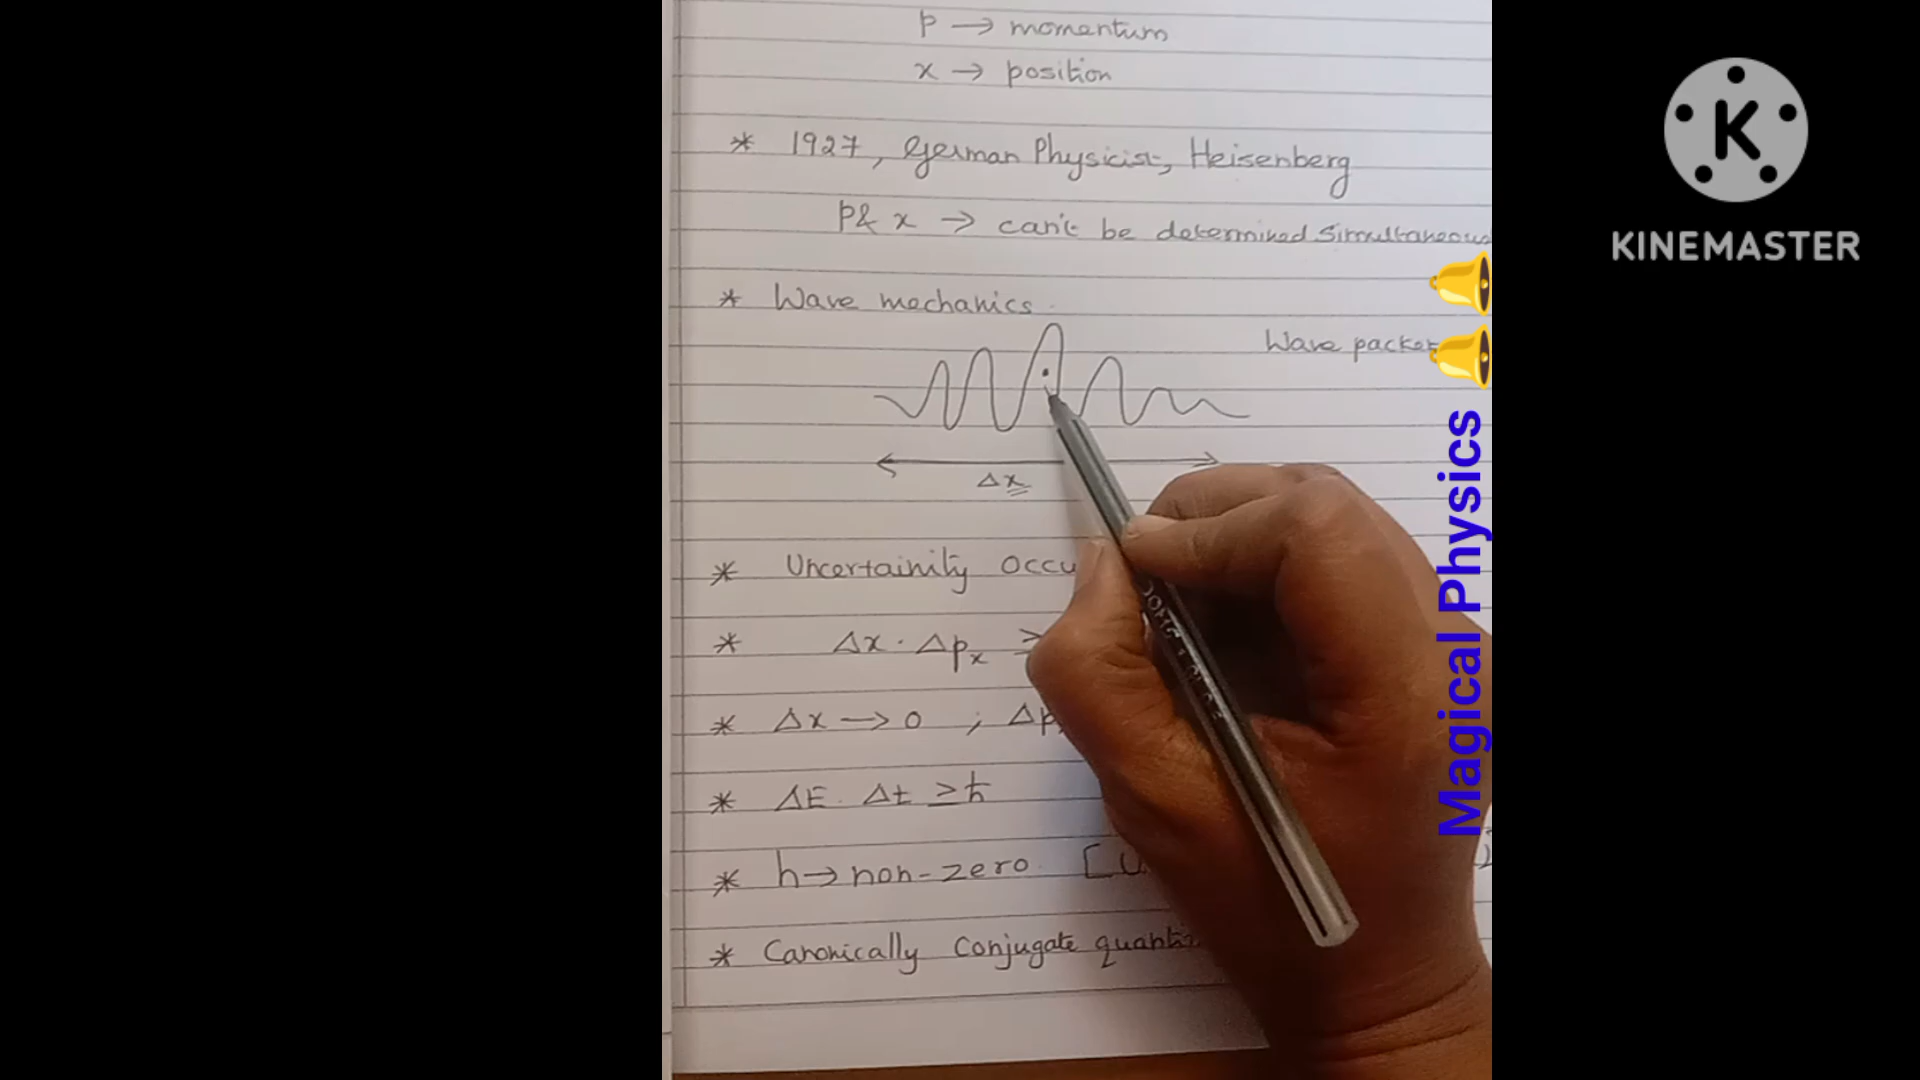 p → momentum
x → position
* 1927, German Physicist, Heisenberg
p & x → can't be determined simultaneous
* Wave mechanics.
Wave packet
Δx
* Uncertainity Occu
* Δx · Δpx ≥
* Δx → 0 ; Δp
* ΔE. Δt ≥ ħ
* h → non-zero. [U
* Canonically Conjugate quanti
Magical Physics
K
KINEMASTER